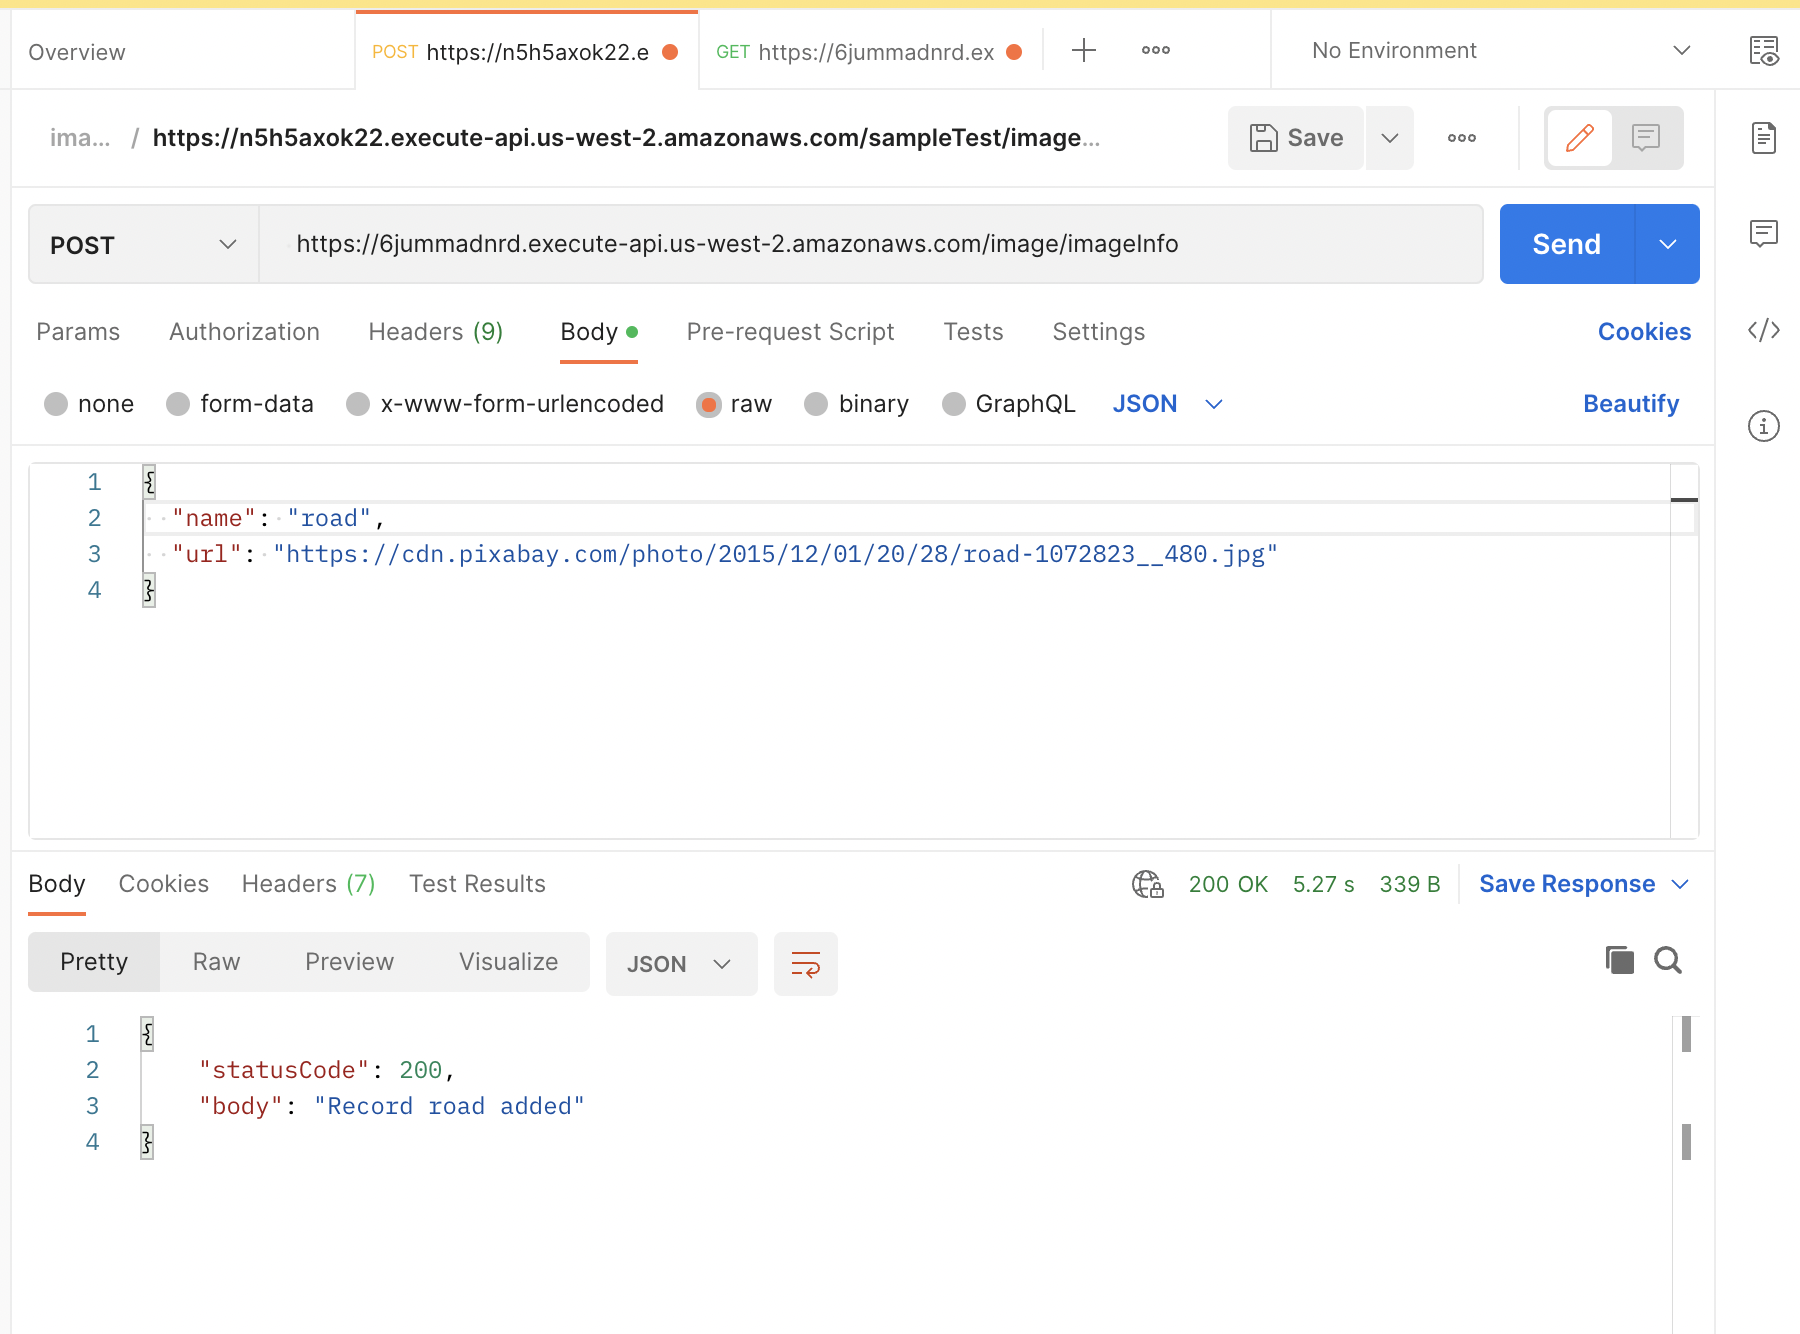 Overview
POST https://n5h5axok22.e
GET https://6jummadnrd.ex
No Environment
ima... / https://n5h5axok22.execute-api.us-west-2.amazonaws.com/sampleTest/image...
Save
POST
https://6jummadnrd.execute-api.us-west-2.amazonaws.com/image/imageInfo
Send
Params Authorization Headers (9) Body Pre-request Script Tests Settings Cookies
none form-data x-www-form-urlencoded raw binary GraphQL JSON Beautify
1 {
2 "name": "road",
3 "url": "https://cdn.pixabay.com/photo/2015/12/01/20/28/road-1072823__480.jpg"
4 }
Body Cookies Headers (7) Test Results 200 OK 5.27 s 339 B Save Response
Pretty Raw Preview Visualize JSON
1 {
2 "statusCode": 200,
3 "body": "Record road added"
4 }